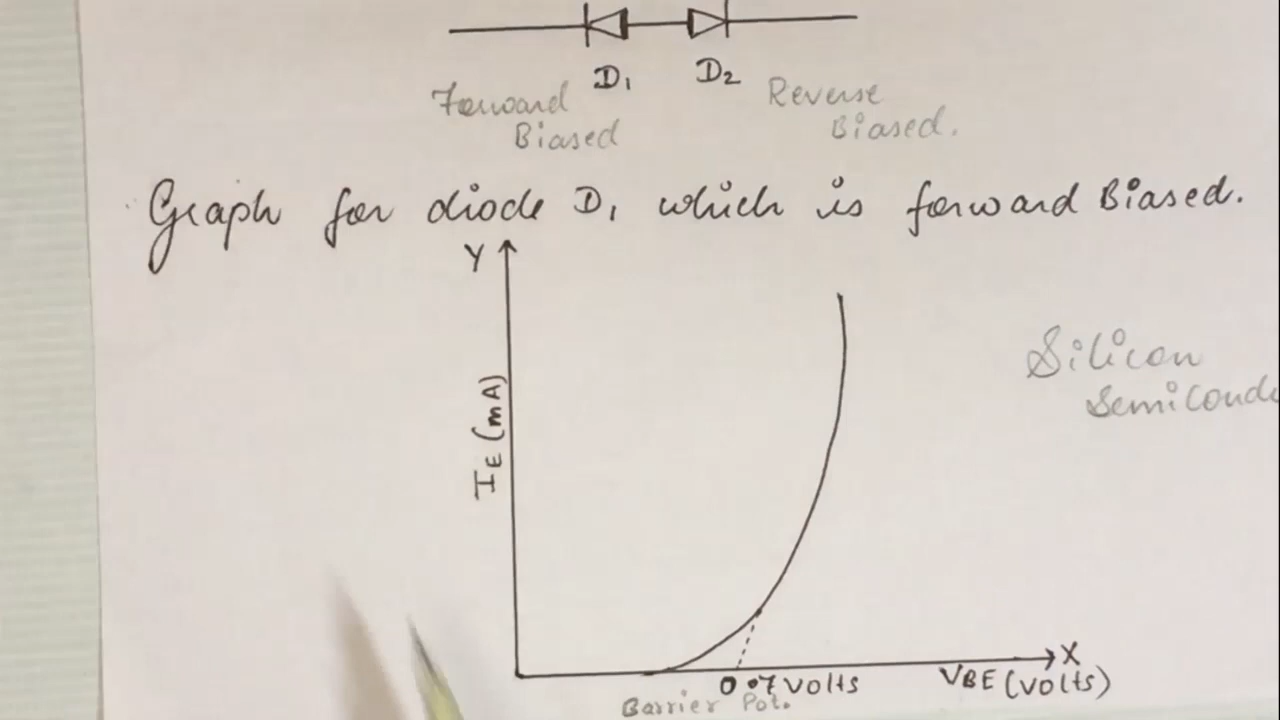 D₁ D₂
Forward Biased
Reverse Biased.
Graph for diode D₁ which is forward Biased.
Y
Silicon
Semicondu
IE (mA)
X
0.7 volts
VBE (volts)
Barrier Pot.